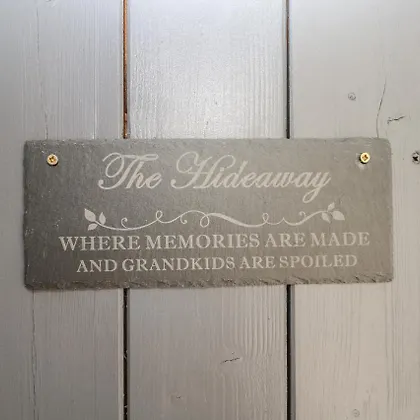 The Hideaway
WHERE MEMORIES ARE MADE
AND GRANDKIDS ARE SPOILED